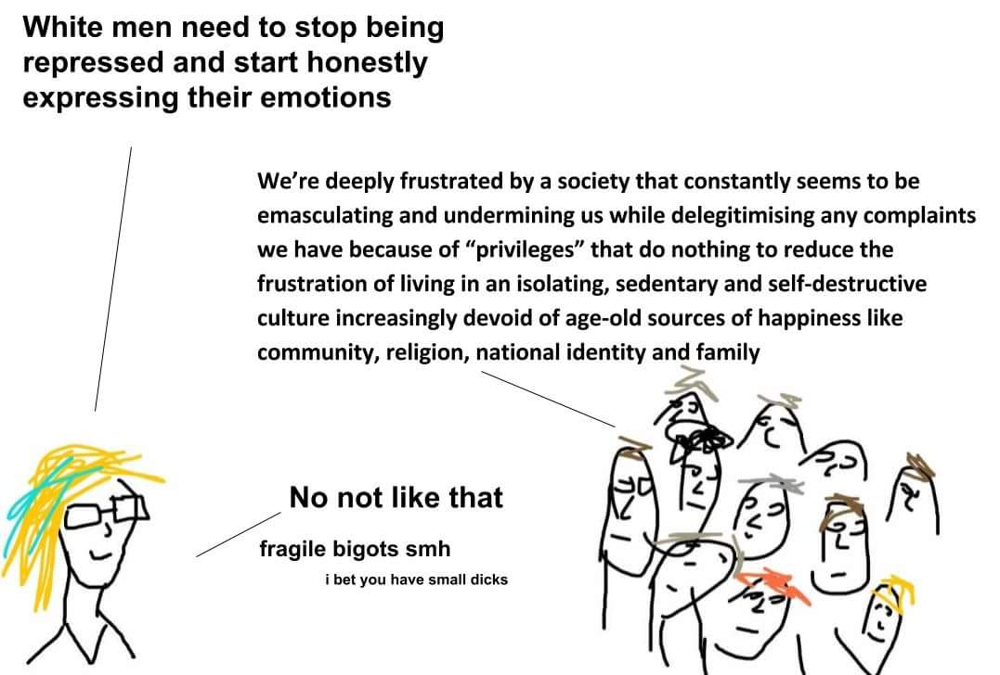 White men need to stop being
repressed and start honestly
expressing their emotions
We’re deeply frustrated by a society that constantly seems to be
emasculating and undermining us while delegitimising any complaints
we have because of “privileges” that do nothing to reduce the
frustration of living in an isolating, sedentary and self-destructive
culture increasingly devoid of age-old sources of happiness like
community, religion, national identity and family
No not like that
fragile bigots smh
i bet you have small dicks